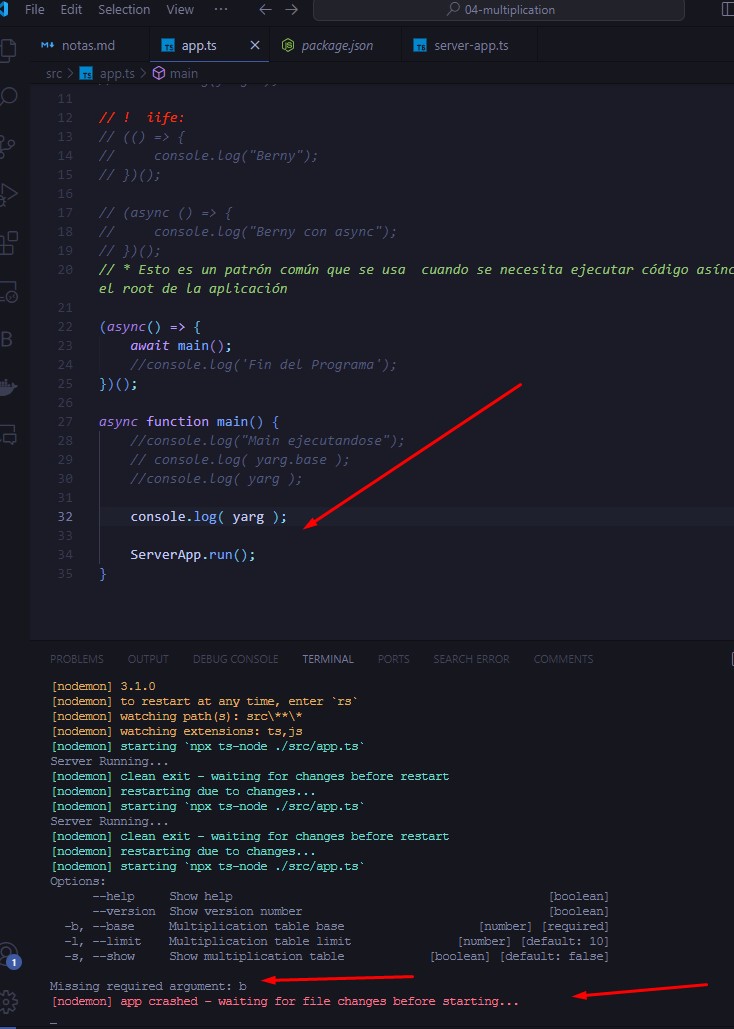 File Edit Selection View ··· ← → 04-multiplication
notas.md TS app.ts × package.json TS server-app.ts
src > TS app.ts > main
11
12 // ! iife:
13 // (() => {
14 //     console.log("Berny");
15 // })();
16
17 // (async () => {
18 //     console.log("Berny con async");
19 // })();
20 // * Esto es un patrón común que se usa  cuando se necesita ejecutar código asínc
el root de la aplicación
21
22 (async() => {
23     await main();
24     //console.log('Fin del Programa');
25 })();
26
27 async function main() {
28     //console.log("Main ejecutandose");
29     // console.log( yarg.base );
30     //console.log( yarg );
31
32     console.log( yarg );
33
34     ServerApp.run();
35 }
PROBLEMS OUTPUT DEBUG CONSOLE TERMINAL PORTS SEARCH ERROR COMMENTS
[nodemon] 3.1.0
[nodemon] to restart at any time, enter `rs`
[nodemon] watching path(s): src\**\*
[nodemon] watching extensions: ts,js
[nodemon] starting `npx ts-node ./src/app.ts`
Server Running...
[nodemon] clean exit - waiting for changes before restart
[nodemon] restarting due to changes...
[nodemon] starting `npx ts-node ./src/app.ts`
Server Running...
[nodemon] clean exit - waiting for changes before restart
[nodemon] restarting due to changes...
[nodemon] starting `npx ts-node ./src/app.ts`
Options:
      --help     Show help                                    [boolean]
      --version  Show version number                          [boolean]
  -b, --base     Multiplication table base          [number] [required]
  -l, --limit    Multiplication table limit      [number] [default: 10]
  -s, --show     Show multiplication table   [boolean] [default: false]
Missing required argument: b
[nodemon] app crashed - waiting for file changes before starting...
1